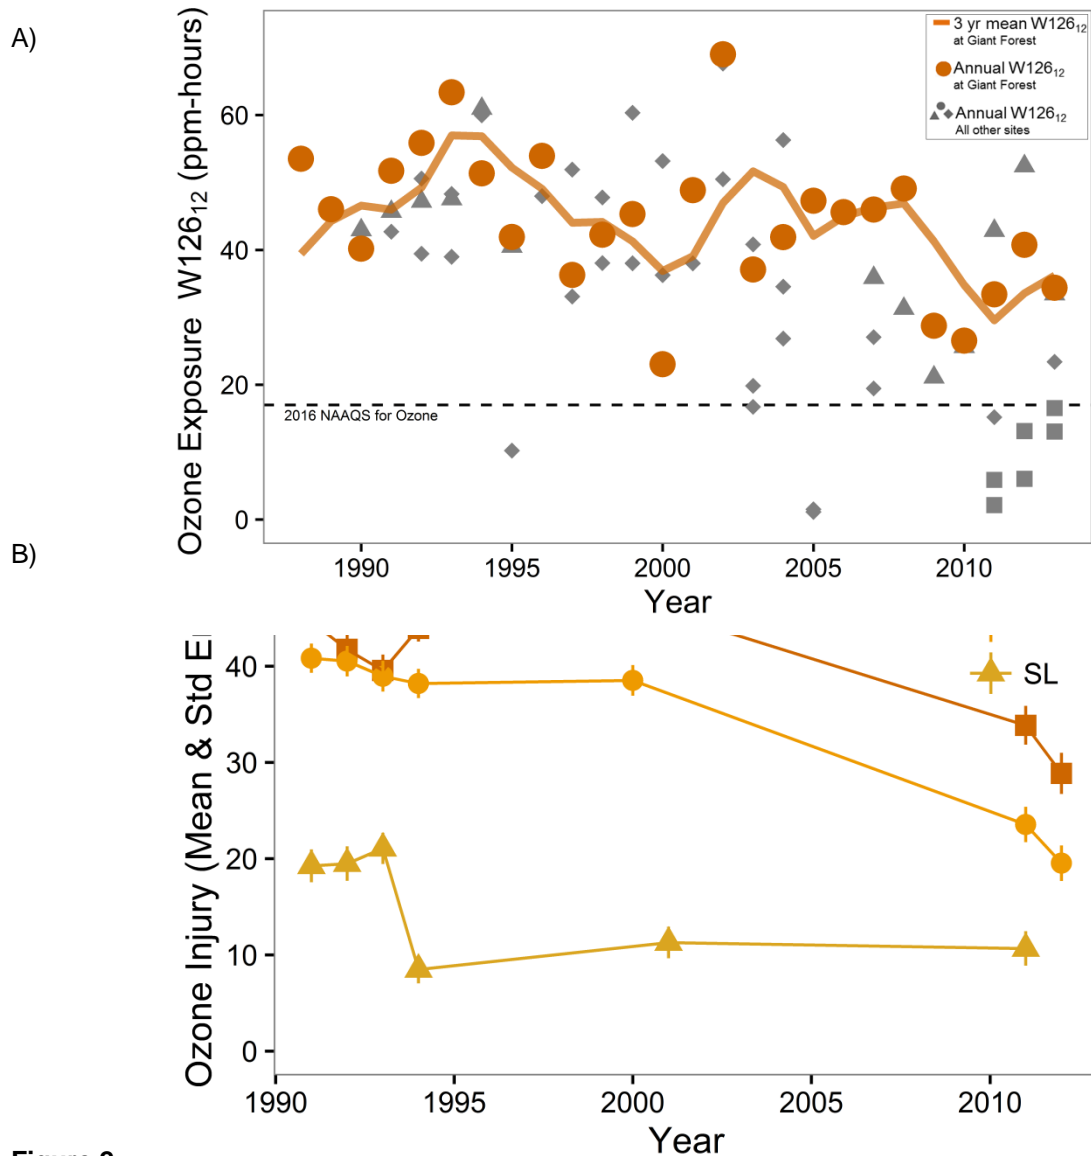 A)
Ozone Exposure W126₁₂ (ppm-hours)
60
40
20
0
3 yr mean W126₁₂
at Giant Forest
Annual W126₁₂
at Giant Forest
Annual W126₁₂
All other sites
2016 NAAQS for Ozone
1990
1995
2000
2005
2010
Year
B)
Ozone Injury (Mean & Std
40
30
20
10
0
SL
1990
1995
2000
2005
2010
Year